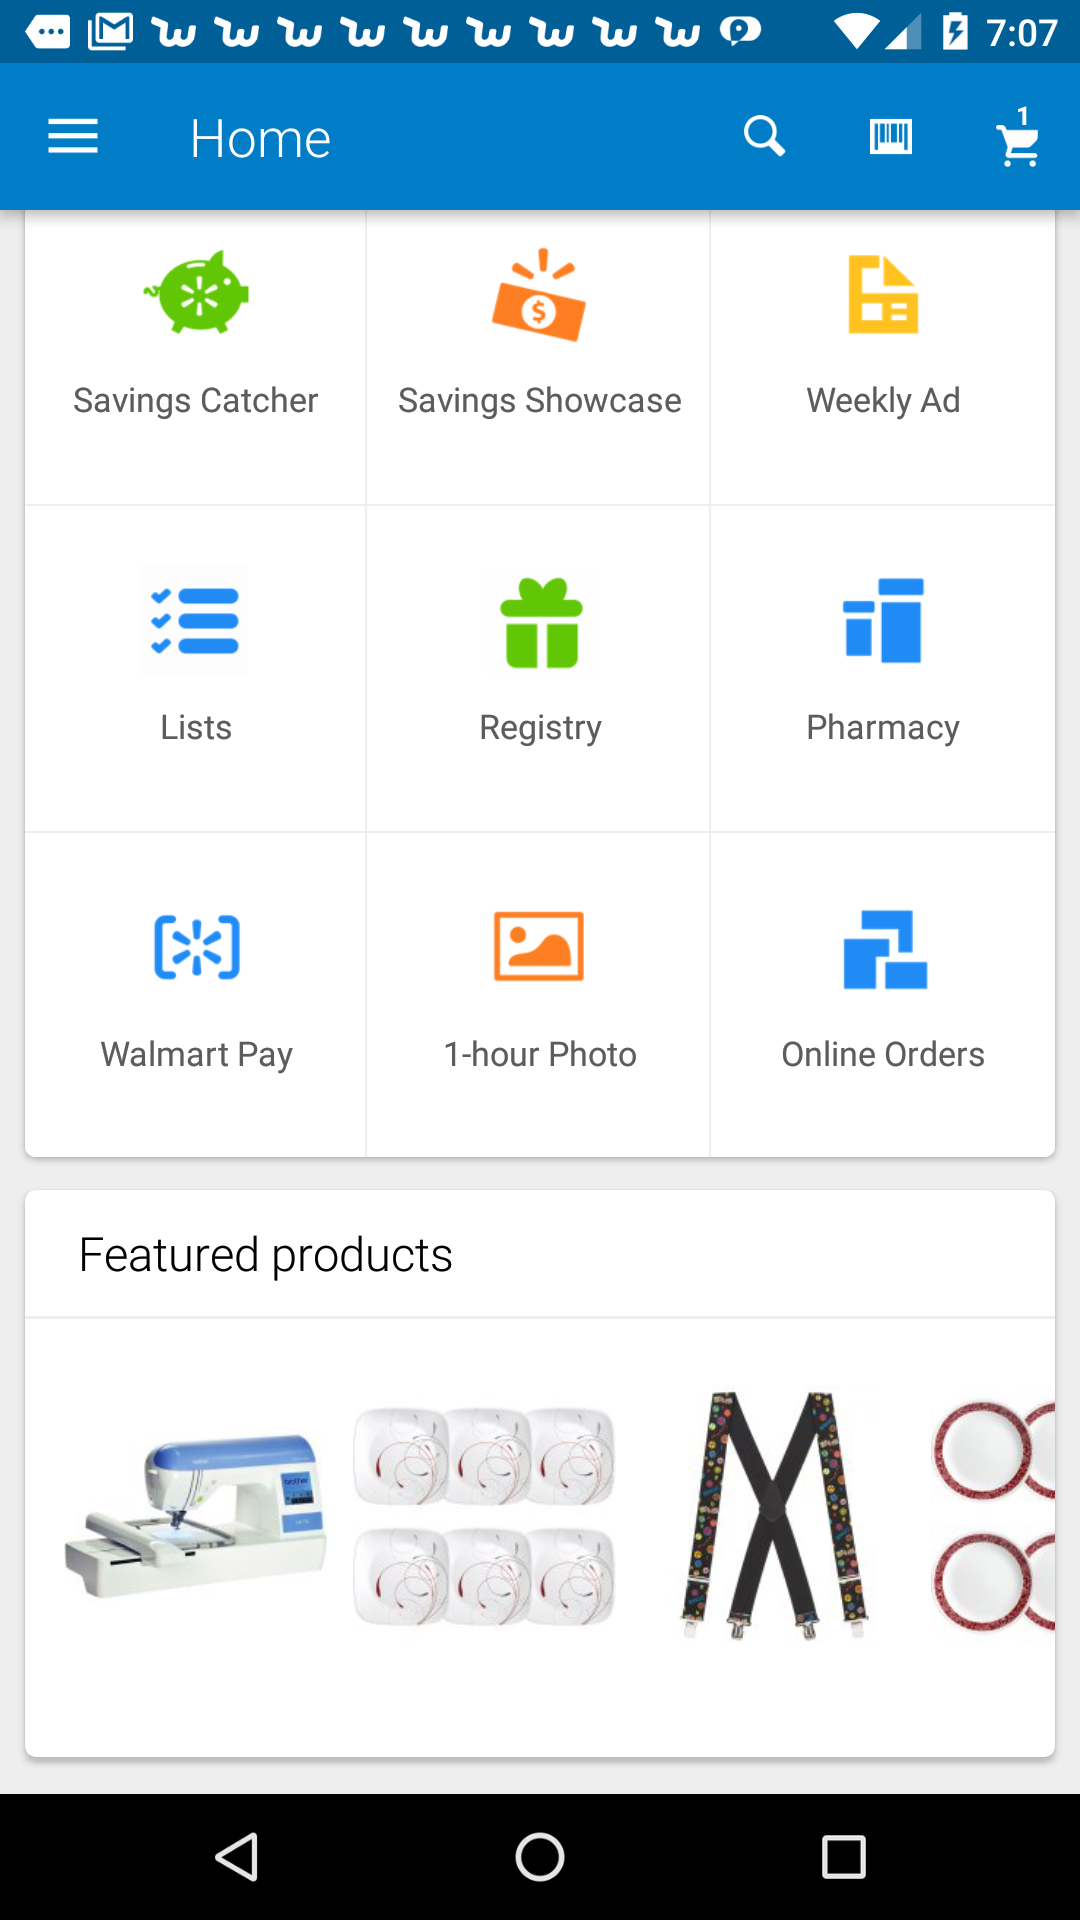 7:07
Home
1
Savings Catcher
Savings Showcase
Weekly Ad
Lists
Registry
Pharmacy
Walmart Pay
1-hour Photo
Online Orders
Featured products
brother